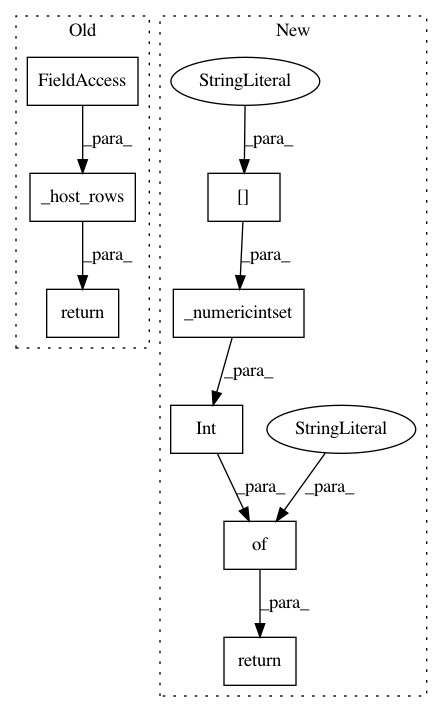 Old
New
FieldAccess
StringLiteral
_para_
_para_
_host_rows
[]
_para_
_para_
return
_numericintset
_para_
Int
StringLiteral
_para_
_para_
of
_para_
return